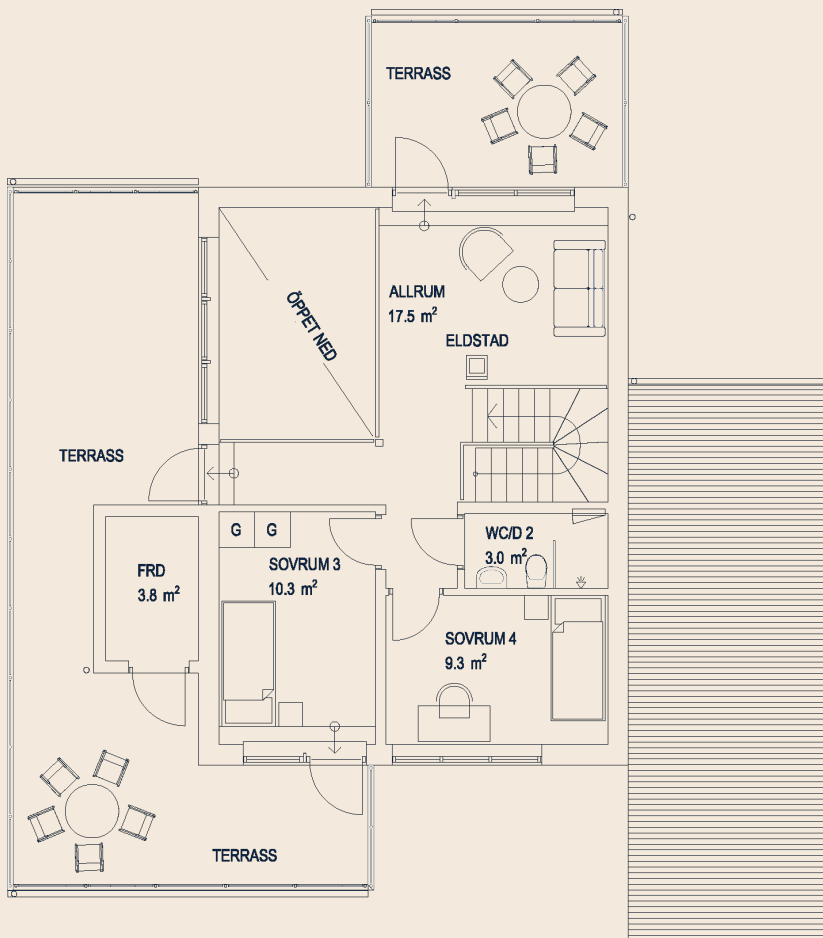 TERRASS
ALLRUM
17.5 m²
ÖPPET NED
ELDSTAD
TERRASS
G G
WC/D 2
3.0 m²
FRD
3.8 m²
SOVRUM 3
10.3 m²
SOVRUM 4
9.3 m²
TERRASS